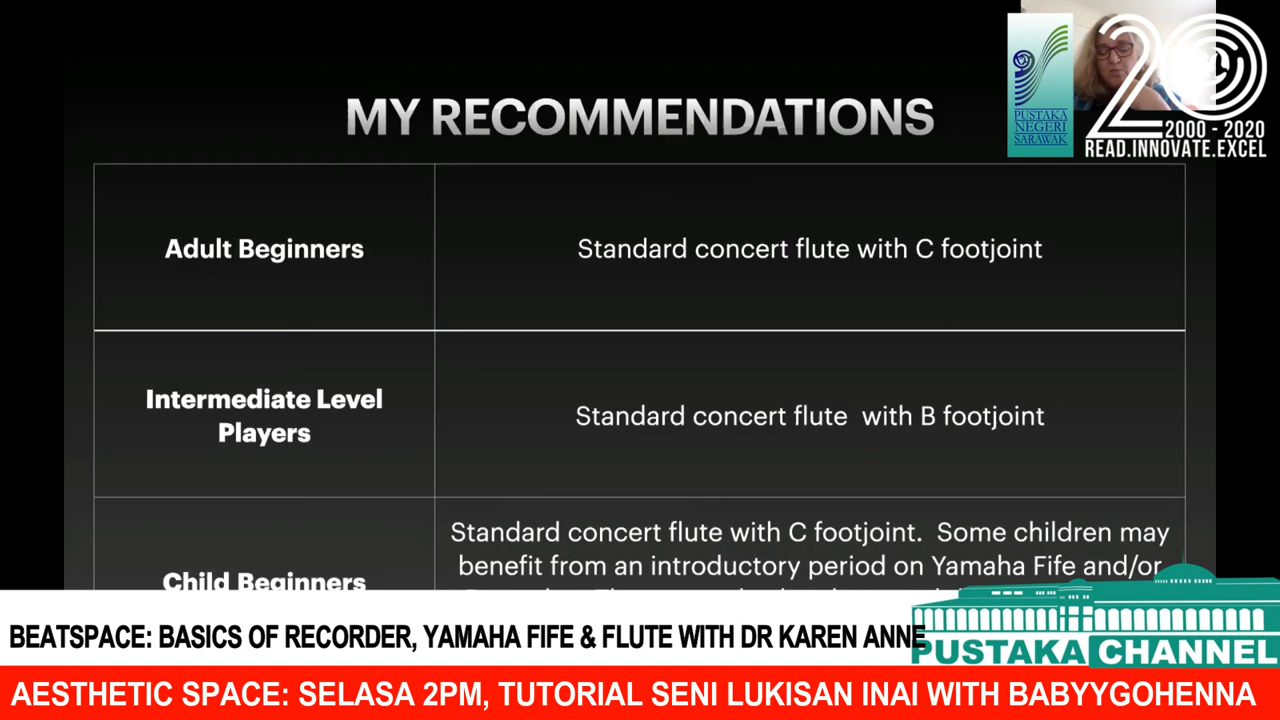 MY RECOMMENDATIONS
PUSTAKA
NEGERI
SARAWAK
20
2000 - 2020
READ.INNOVATE.EXCEL
Adult Beginners
Standard concert flute with C footjoint
Intermediate Level
Players
Standard concert flute with B footjoint
Child Beginners
Standard concert flute with C footjoint. Some children may
benefit from an introductory period on Yamaha Fife and/or
BEATSPACE: BASICS OF RECORDER, YAMAHA FIFE & FLUTE WITH DR KAREN ANNE
PUSTAKA CHANNEL
AESTHETIC SPACE: SELASA 2PM, TUTORIAL SENI LUKISAN INAI WITH BABYYGOHENNA